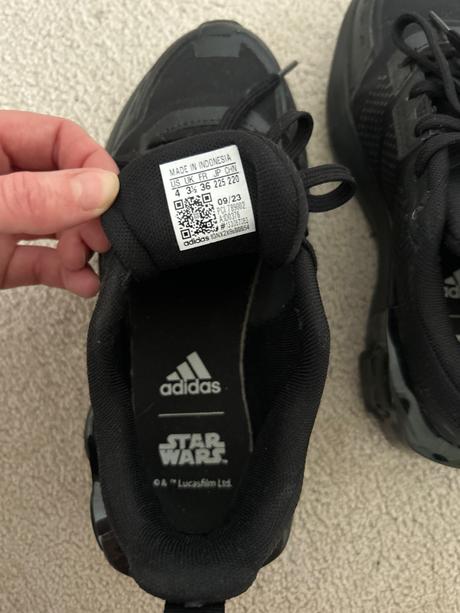 MADE IN INDONESIA
US UK FR JP CHN
4 3½ 36 225 220
09/23
adidas
adidas
STAR
WARS
© & ™ Lucasfilm Ltd.